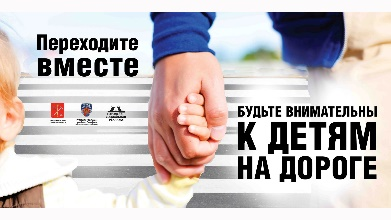 Переходите
вместе
БУДЬТЕ ВНИМАТЕЛЬНЫ
К ДЕТЯМ
НА ДОРОГЕ